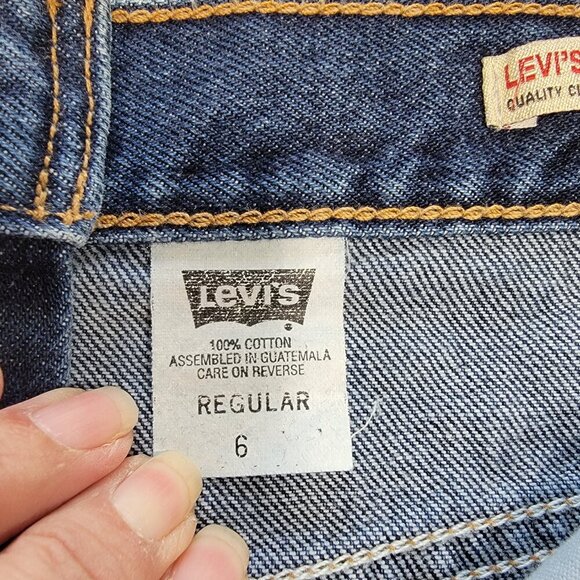 LEVI'S
QUALITY
Levi's
®
100% COTTON
ASSEMBLED IN GUATEMALA
CARE ON REVERSE
REGULAR
6